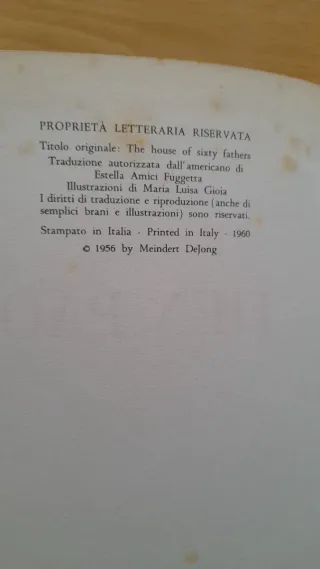 PROPRIETÀ LETTERARIA RISERVATA
Titolo originale: The house of sixty fathers
Traduzione autorizzata dall'americano di
Estella Amici Fuggetta
Illustrazioni di Maria Luisa Gioia
I diritti di traduzione e riproduzione (anche di
semplici brani e illustrazioni) sono riservati.
Stampato in Italia - Printed in Italy - 1960
© 1956 by Meindert DeJong